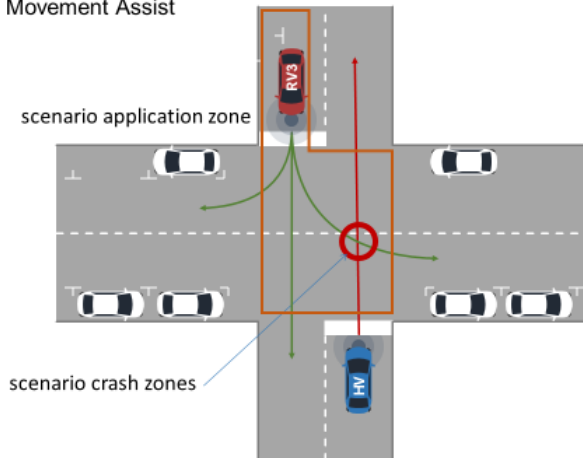 Movement Assist
RV3
scenario application zone
scenario crash zones
HV